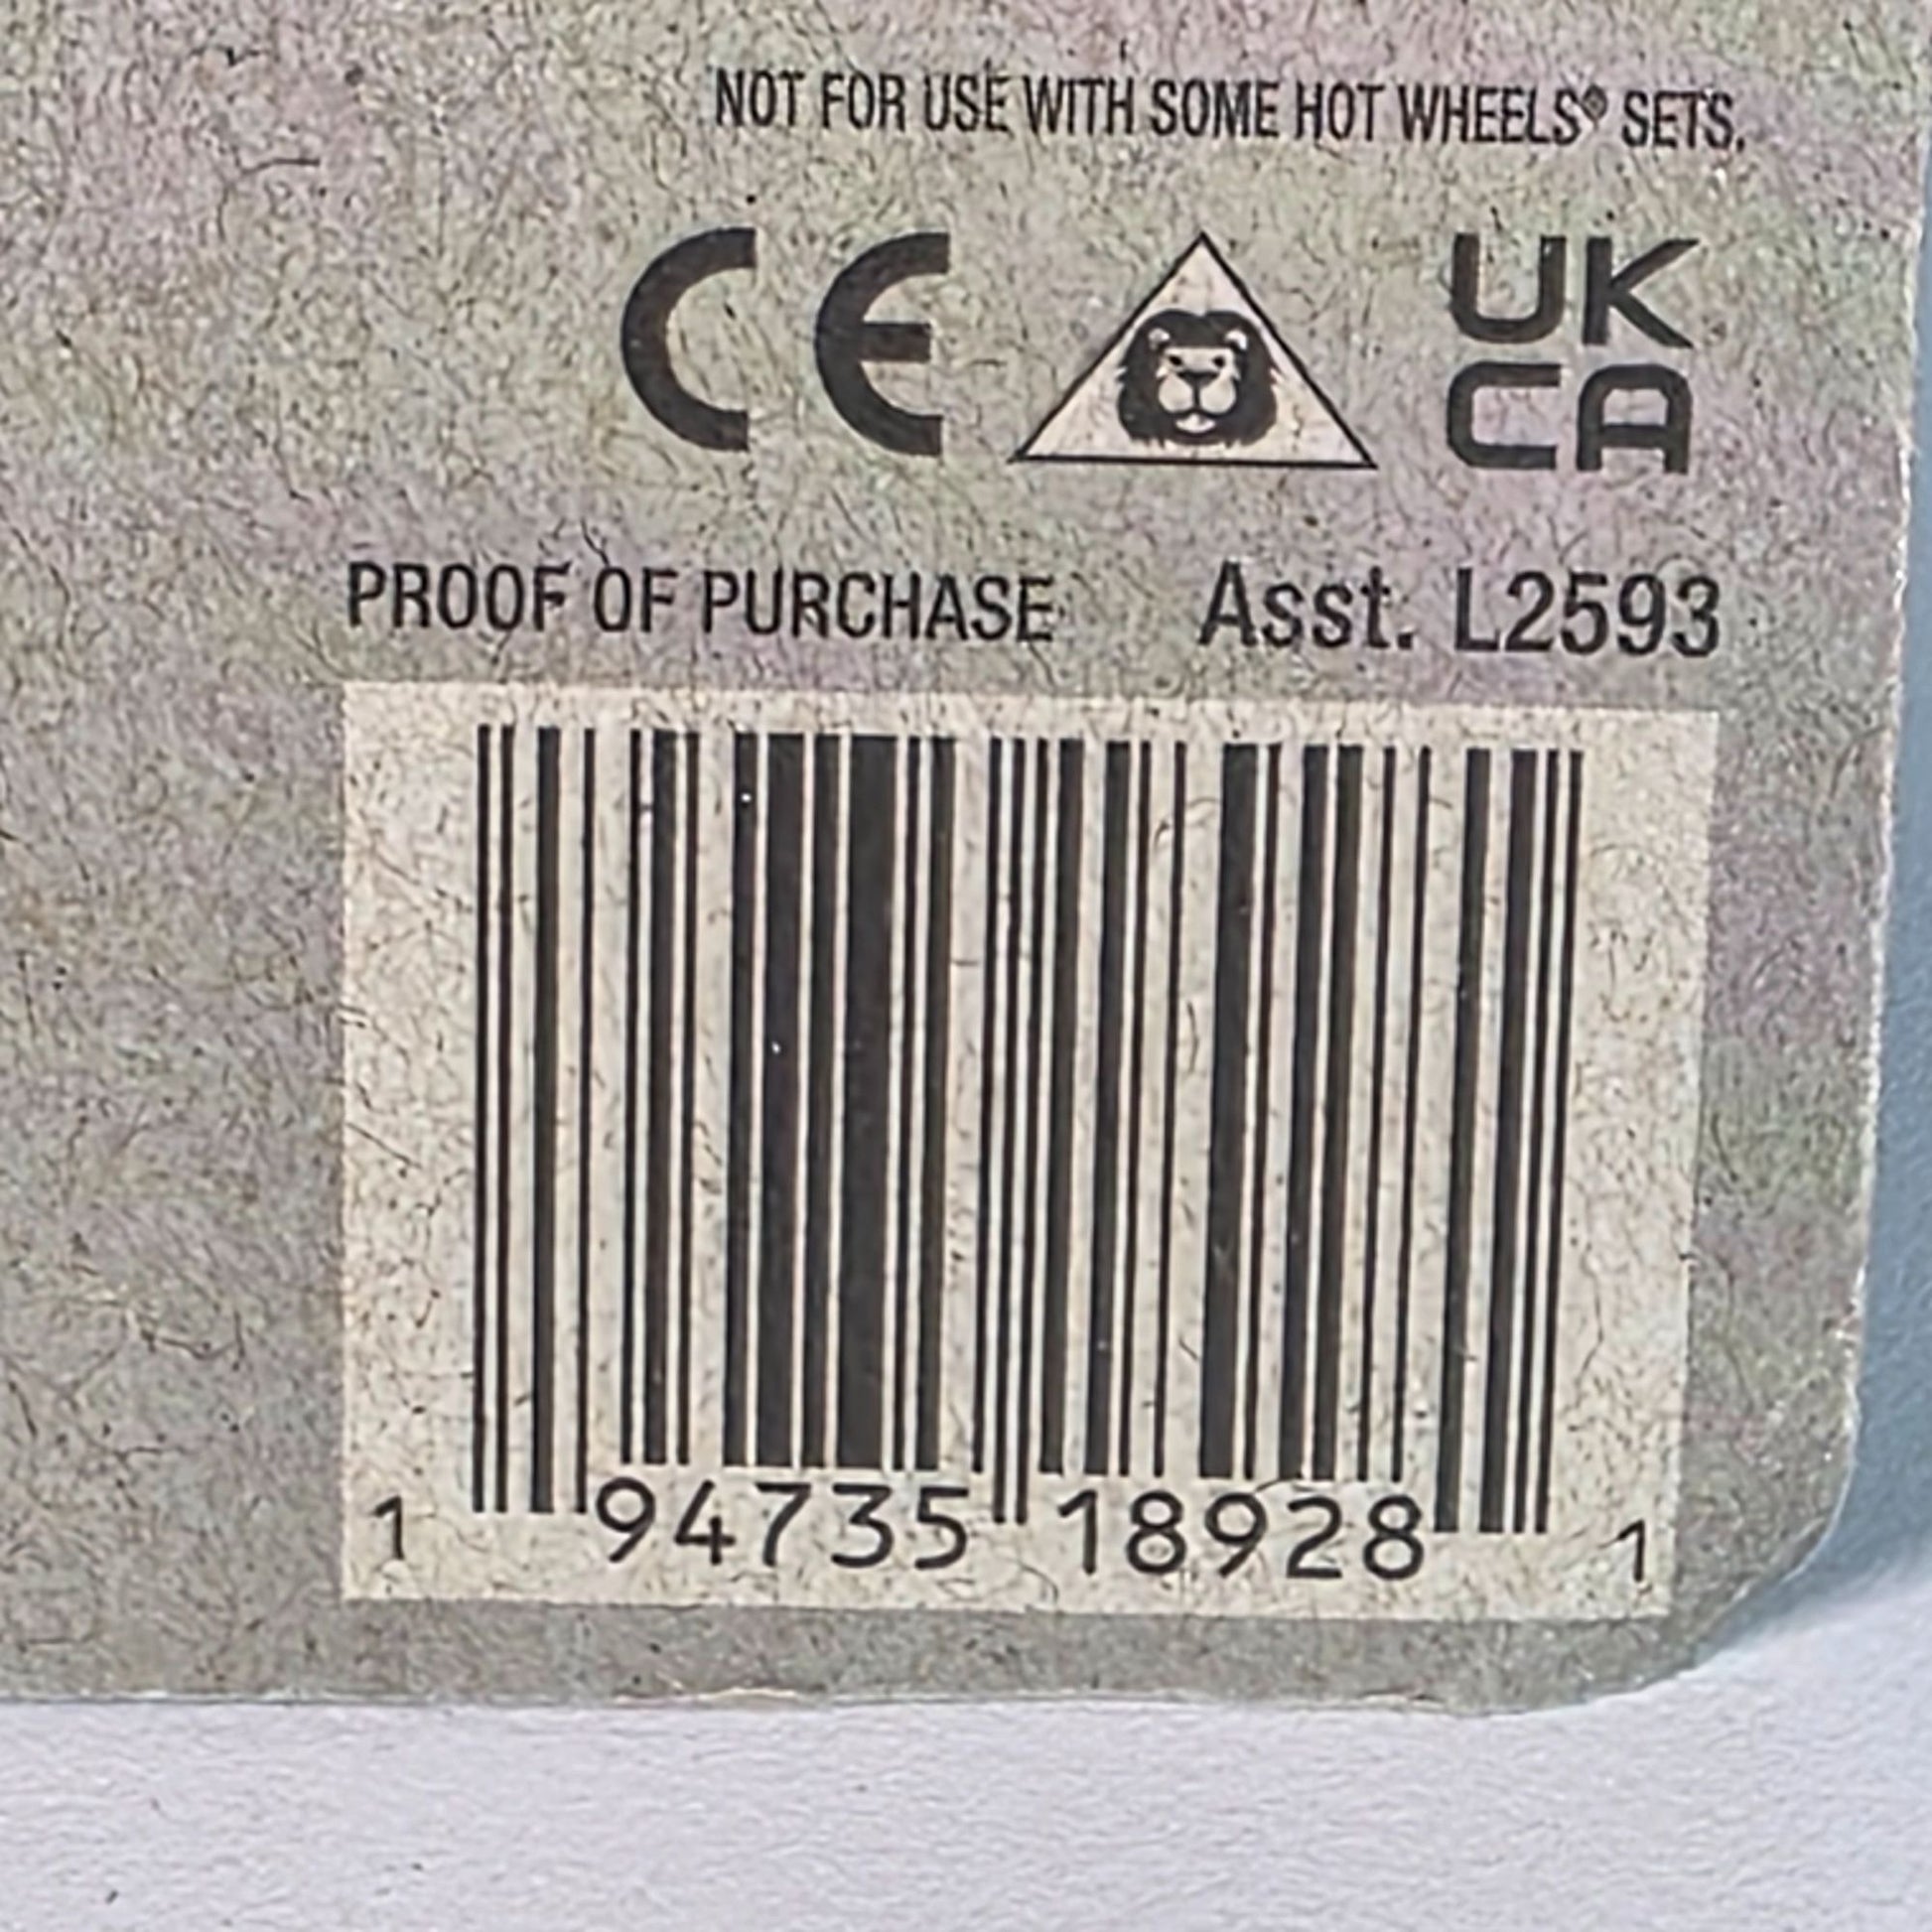 NOT FOR USE WITH SOME HOT WHEELS® SETS.
CE UK
CA
PROOF OF PURCHASE Asst. L2593
1 94735 18928 1